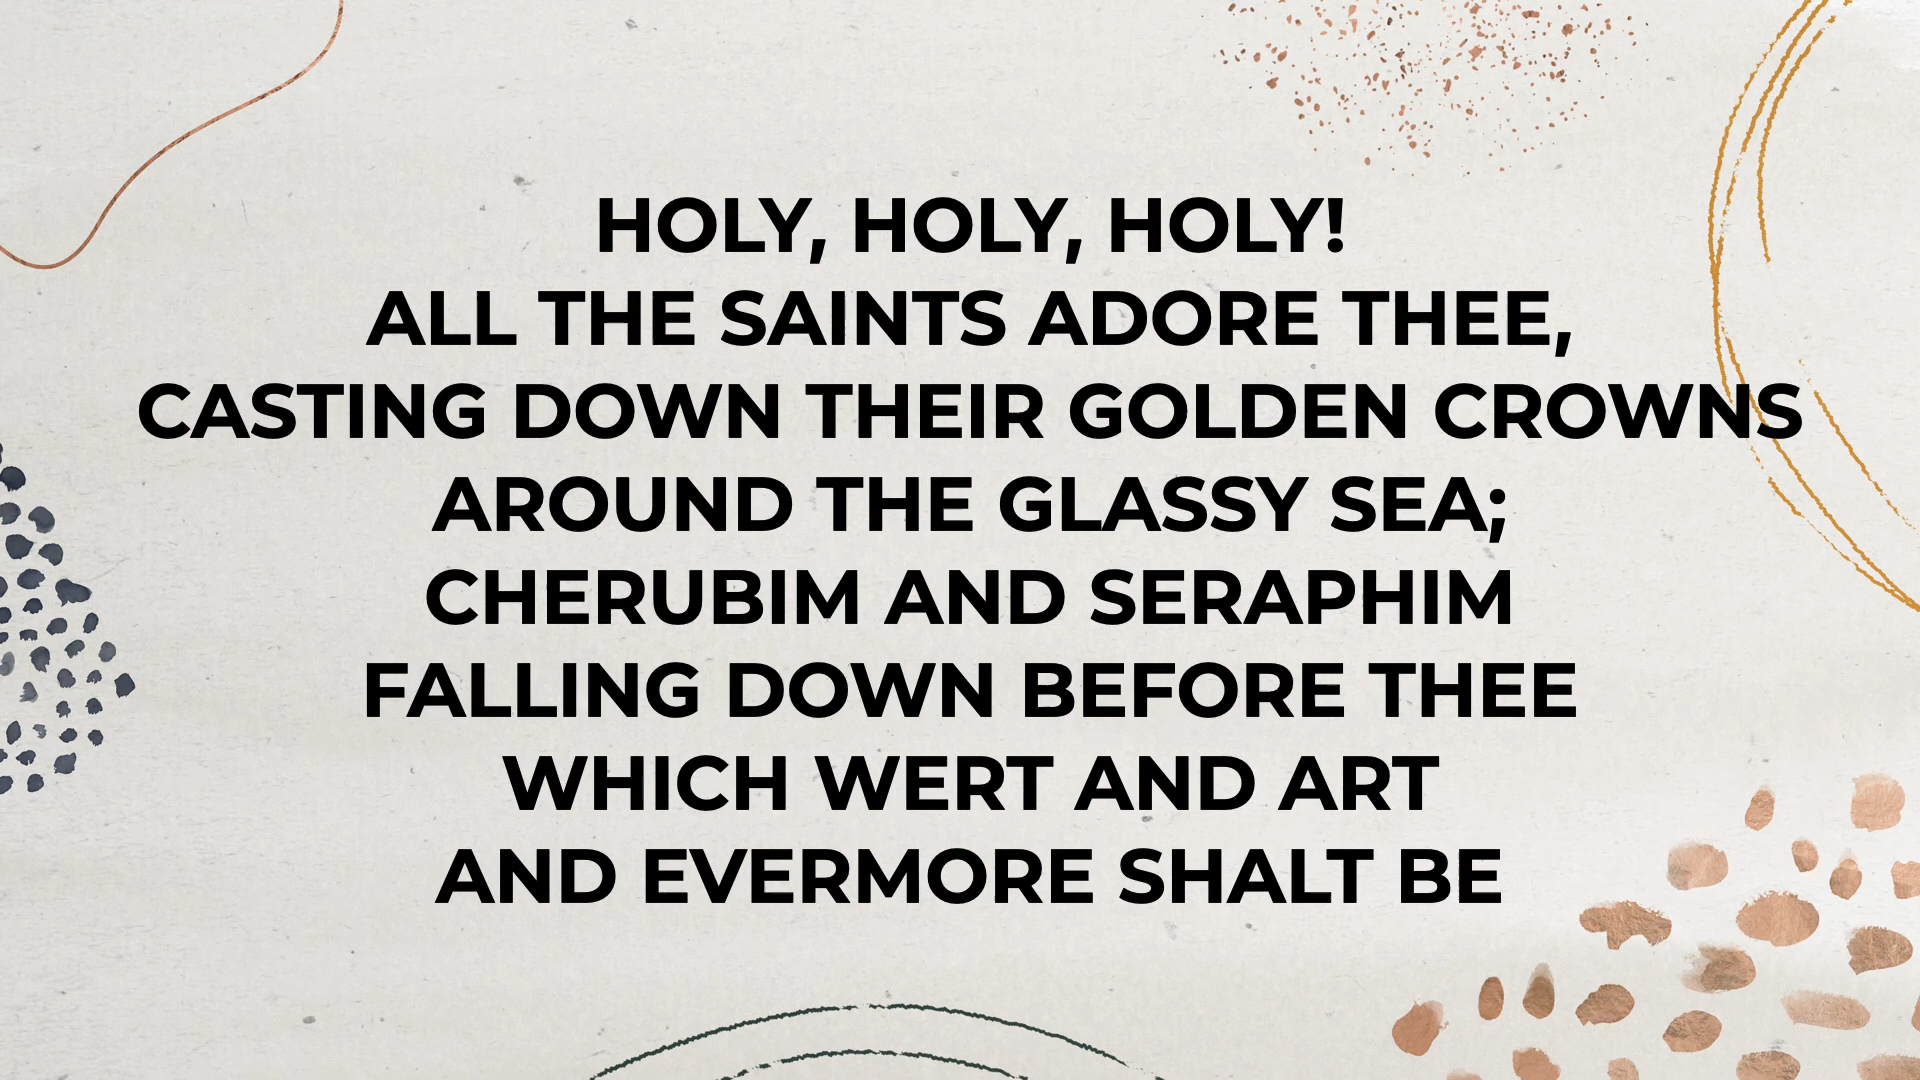 HOLY, HOLY, HOLY!
ALL THE SAINTS ADORE THEE,
CASTING DOWN THEIR GOLDEN CROWNS
AROUND THE GLASSY SEA;
CHERUBIM AND SERAPHIM
FALLING DOWN BEFORE THEE
WHICH WERT AND ART
AND EVERMORE SHALT BE